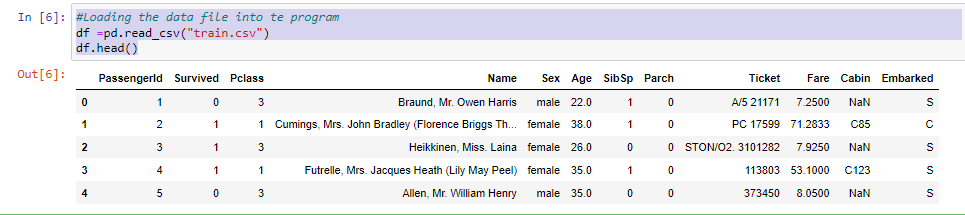 In [6]: #Loading the data file into te program
df =pd.read_csv("train.csv")
df.head()
Out[6]:
PassengerId Survived Pclass Name Sex Age SibSp Parch Ticket Fare Cabin Embarked
0 1 0 3 Braund, Mr. Owen Harris male 22.0 1 0 A/5 21171 7.2500 NaN S
1 2 1 1 Cumings, Mrs. John Bradley (Florence Briggs Th... female 38.0 1 0 PC 17599 71.2833 C85 C
2 3 1 3 Heikkinen, Miss. Laina female 26.0 0 0 STON/O2. 3101282 7.9250 NaN S
3 4 1 1 Futrelle, Mrs. Jacques Heath (Lily May Peel) female 35.0 1 0 113803 53.1000 C123 S
4 5 0 3 Allen, Mr. William Henry male 35.0 0 0 373450 8.0500 NaN S